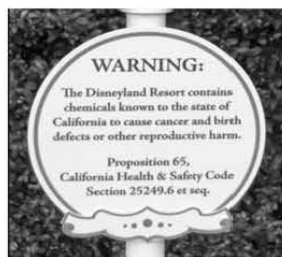 WARNING:
The Disneyland Resort contains
chemicals known to the state of
California to cause cancer and birth
defects or other reproductive harm.
Proposition 65,
California Health & Safety Code
Section 25249.6 et seq.